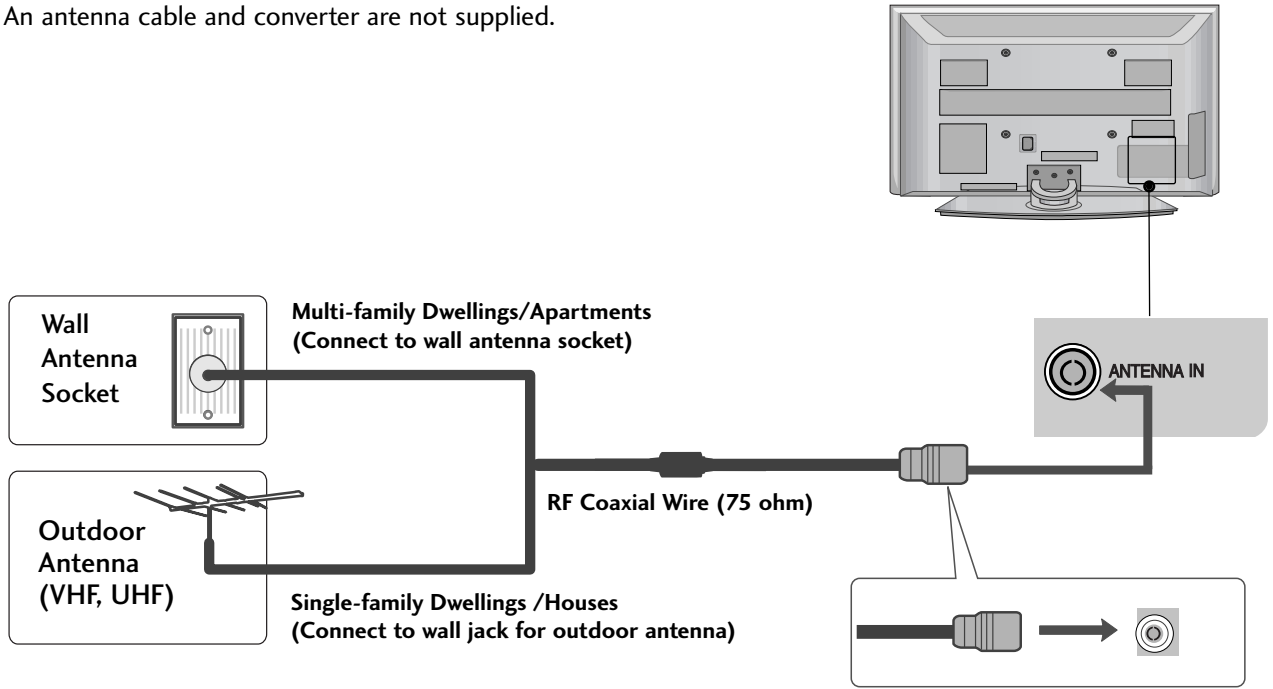 An antenna cable and converter are not supplied.
Wall
Antenna
Socket
Multi-family Dwellings/Apartments
(Connect to wall antenna socket)
ANTENNA IN
RF Coaxial Wire (75 ohm)
Outdoor
Antenna
(VHF, UHF)
Single-family Dwellings /Houses
(Connect to wall jack for outdoor antenna)